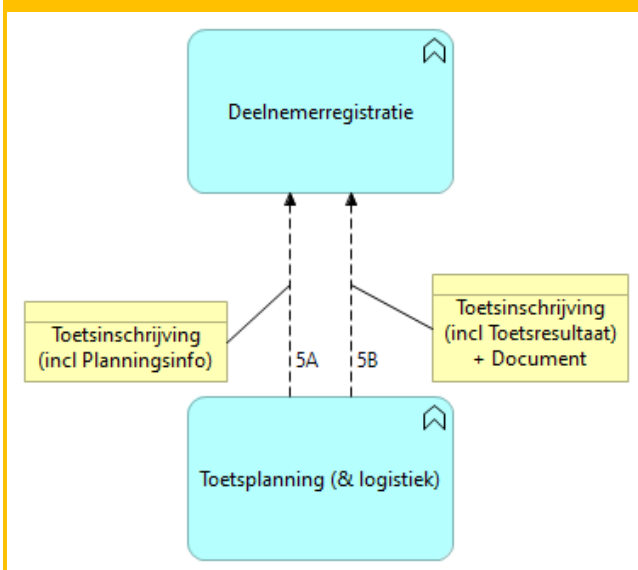 Deelnemerregistratie
Toetsinschrijving
(incl Planningsinfo)
Toetsinschrijving
(incl Toetsresultaat)
+ Document
5A
5B
Toetsplanning (& logistiek)